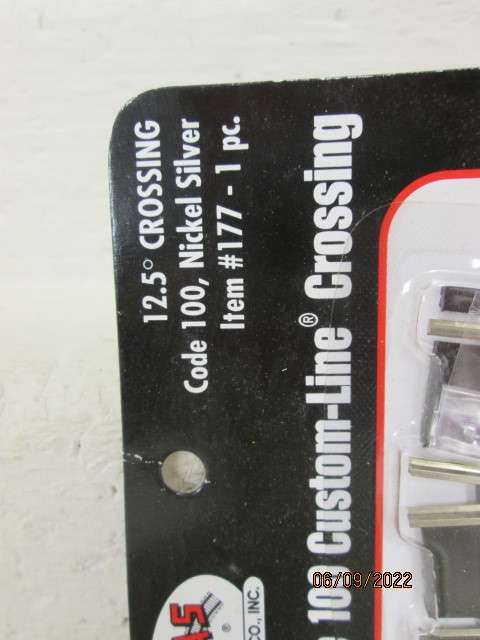 12.5° CROSSING
Code 100, Nickel Silver
Item #177 - 1 pc.
100 Custom-Line® Crossing
AS
®
CO., INC.
06/09/2022